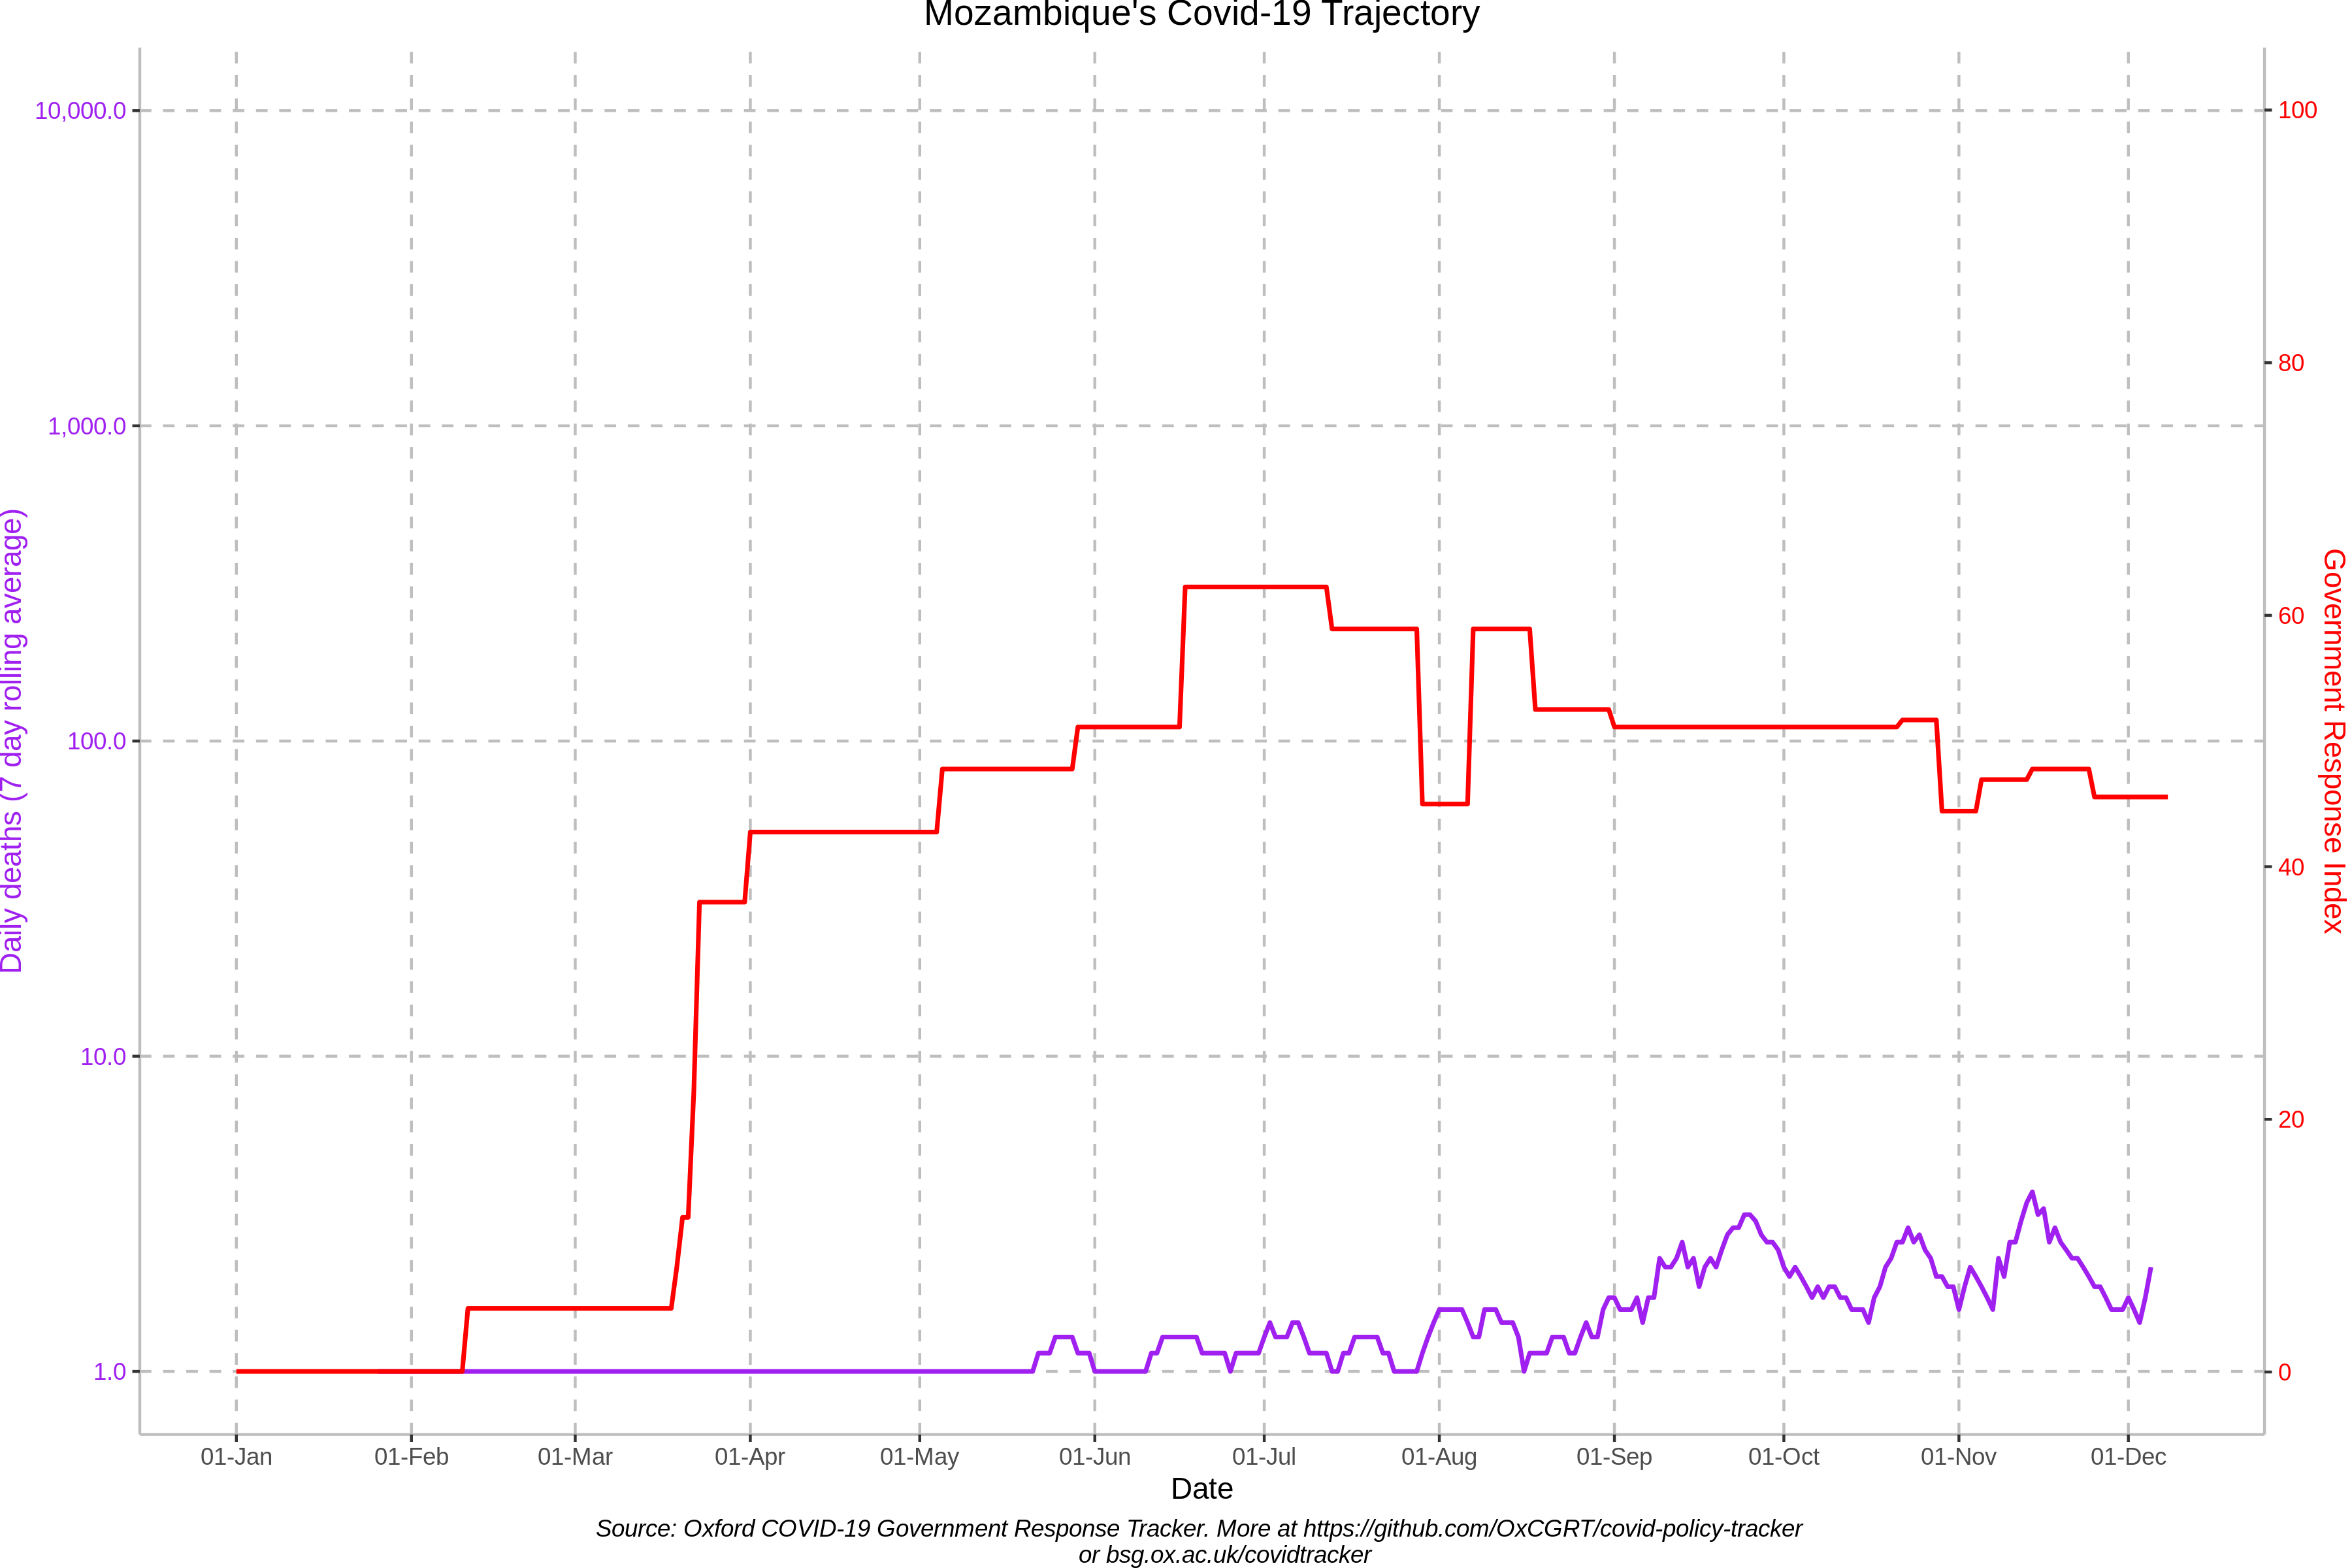 Mozambique's Covid-19 Trajectory
Daily deaths (7 day rolling average)
10,000.0
1,000.0
100.0
10.0
1.0
100
80
60
40
20
0
Government Response Index
01-Jan 01-Feb 01-Mar 01-Apr 01-May 01-Jun 01-Jul 01-Aug 01-Sep 01-Oct 01-Nov 01-Dec
Date
Source: Oxford COVID-19 Government Response Tracker. More at https://github.com/OxCGRT/covid-policy-tracker
or bsg.ox.ac.uk/covidtracker